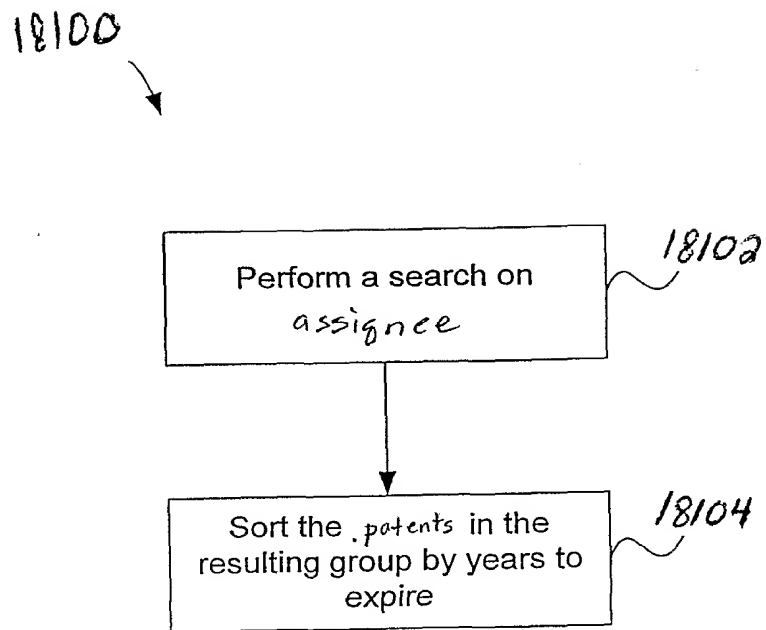 18100
Perform a search on
assignee
18102
Sort the patents in the
resulting group by years to
expire
18104